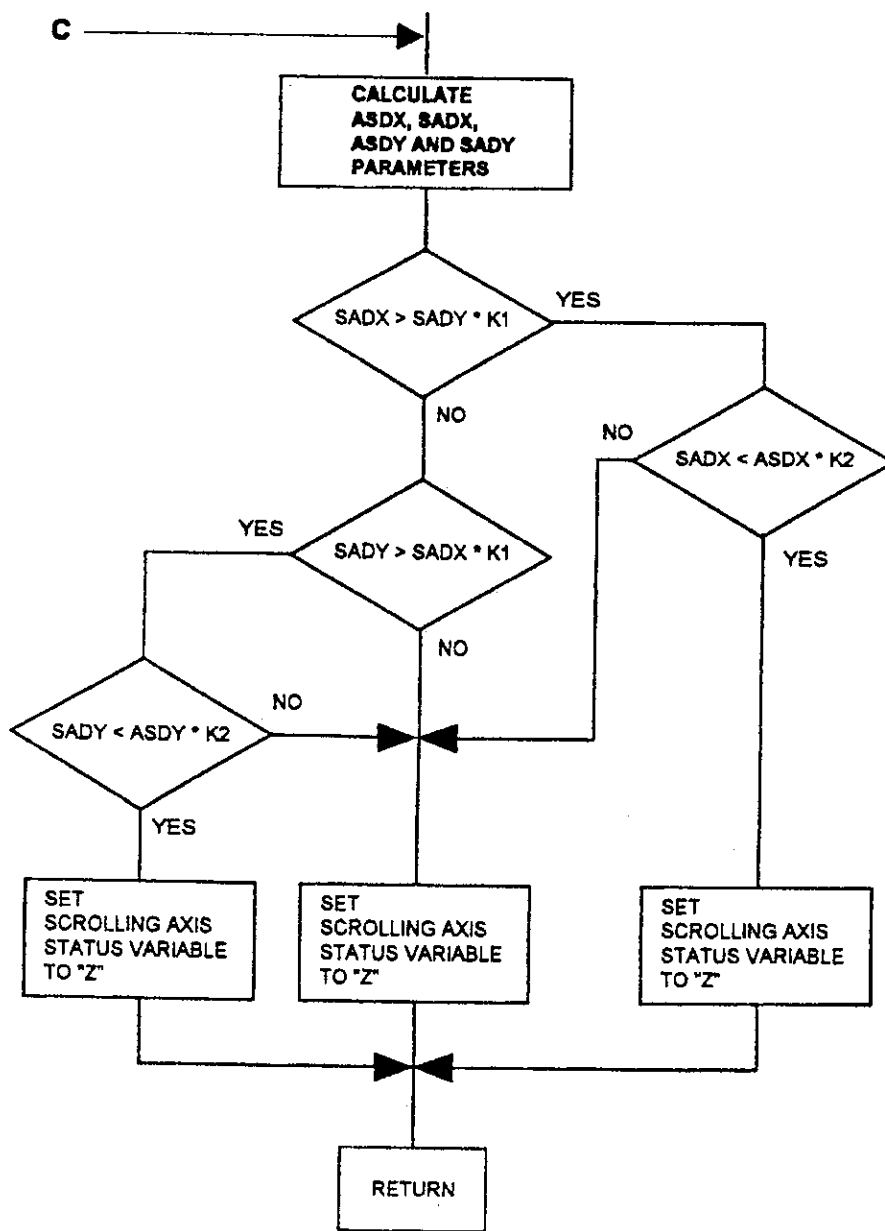 C
CALCULATE
ASDX, SADX,
ASDY AND SADY
PARAMETERS
SADX > SADY * K1
YES
NO
NO
SADX < ASDX * K2
YES
SADY > SADX * K1
YES
NO
SADY < ASDY * K2
NO
YES
SET
SCROLLING AXIS
STATUS VARIABLE
TO "Z"
SET
SCROLLING AXIS
STATUS VARIABLE
TO "Z"
SET
SCROLLING AXIS
STATUS VARIABLE
TO "Z"
RETURN